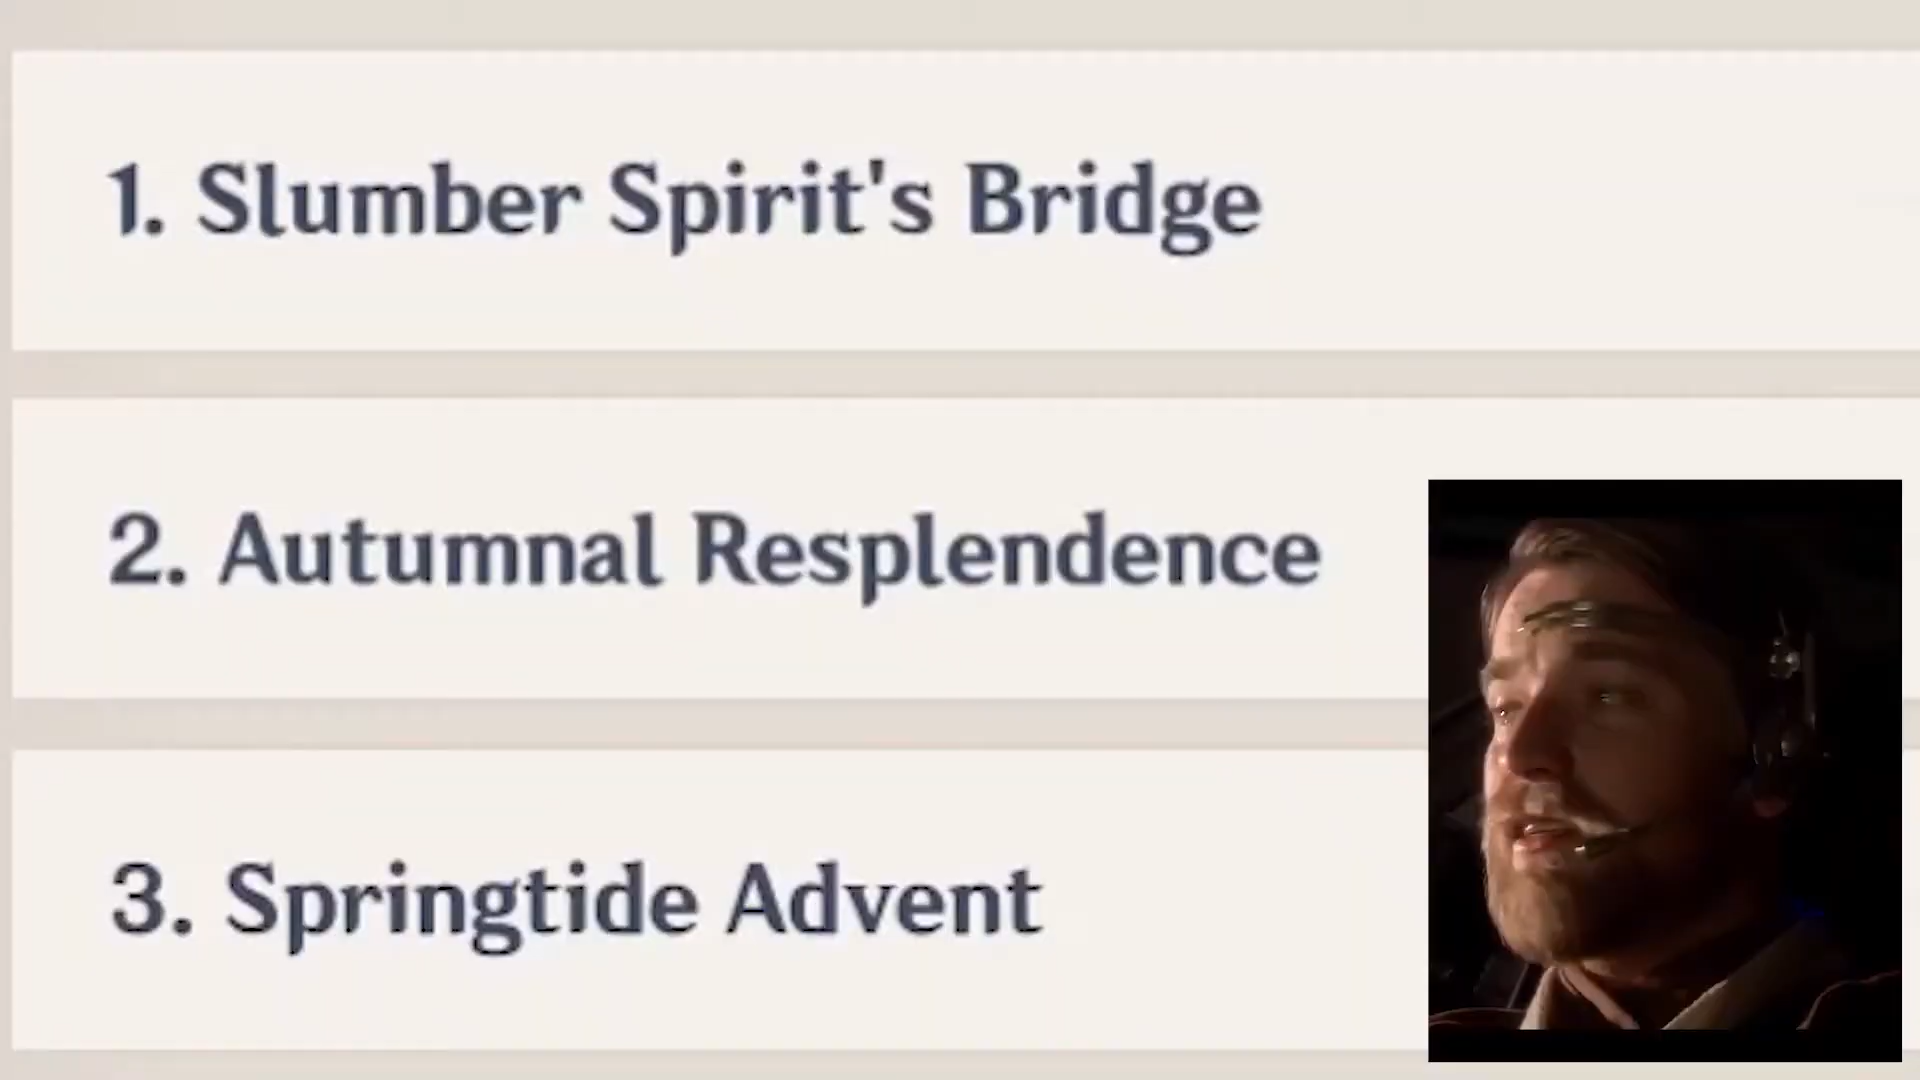 1. Slumber Spirit's Bridge
2. Autumnal Resplendence
3. Springtide Advent